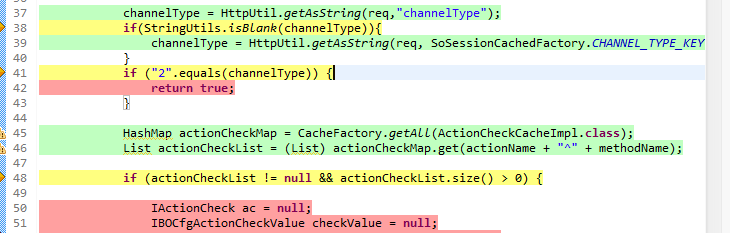 37 channelType = HttpUtil.getAsString(req,"channelType");
38 if(StringUtils.isBlank(channelType)){
39 channelType = HttpUtil.getAsString(req, SoSessionCachedFactory.CHANNEL_TYPE_KEY
40 }
41 if ("2".equals(channelType)) {
42 return true;
43 }
44
45 HashMap actionCheckMap = CacheFactory.getAll(ActionCheckCacheImpl.class);
46 List actionCheckList = (List) actionCheckMap.get(actionName + "^" + methodName);
47
48 if (actionCheckList != null && actionCheckList.size() > 0) {
49
50 IActionCheck ac = null;
51 IBOCfgActionCheckValue checkValue = null;